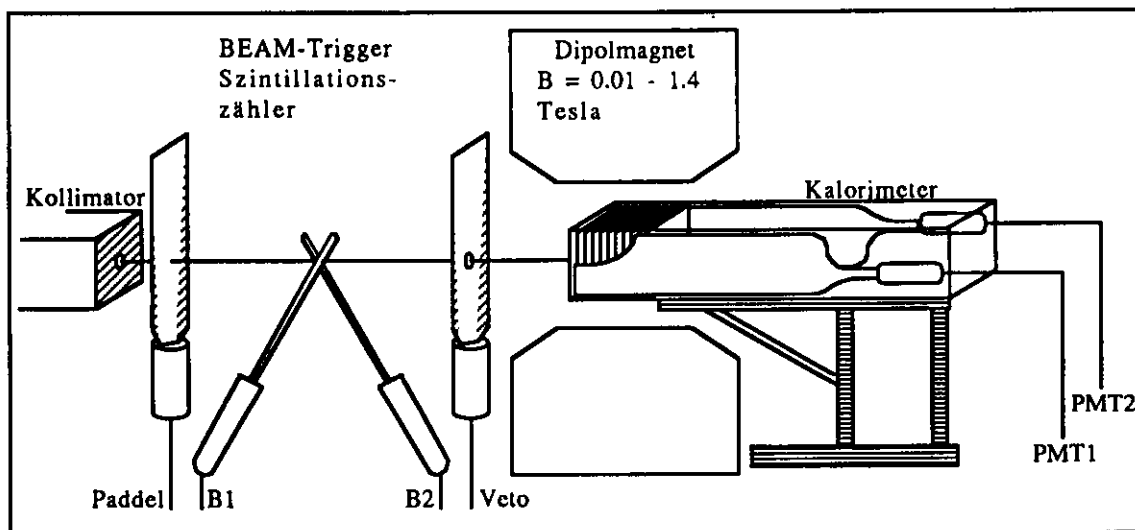 BEAM-Trigger
Szintillations-
zähler
Dipolmagnet
B = 0.01 - 1.4
Tesla
Kollimator
Kalorimeter
PMT2
PMT1
Paddel
B1
B2
Veto